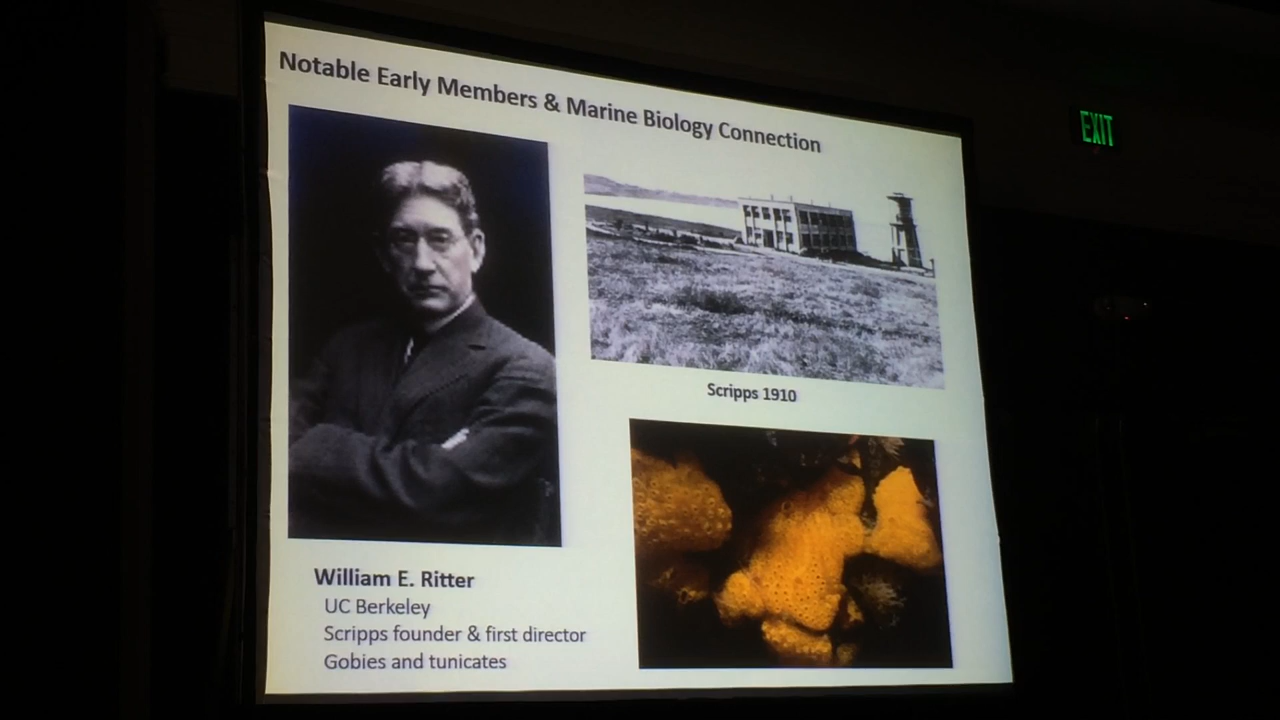 Notable Early Members & Marine Biology Connection
EXIT
Scripps 1910
William E. Ritter
UC Berkeley
Scripps founder & first director
Gobies and tunicates